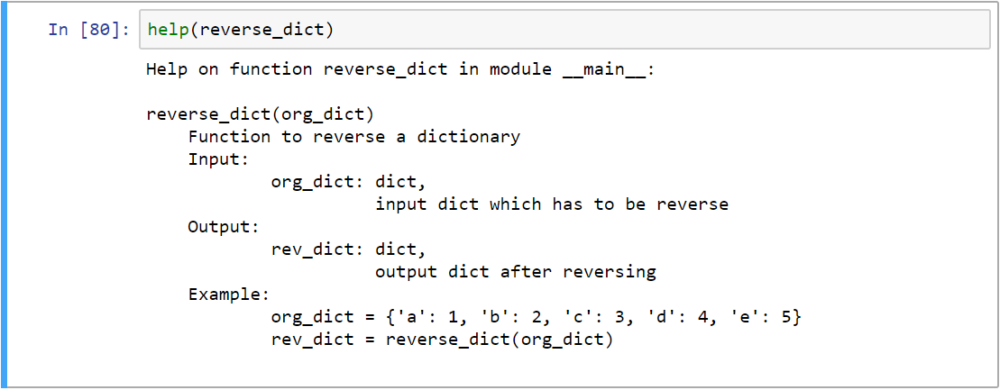 In [80]: help(reverse_dict)
Help on function reverse_dict in module __main__:
reverse_dict(org_dict)
Function to reverse a dictionary
Input:
org_dict: dict,
input dict which has to be reverse
Output:
rev_dict: dict,
output dict after reversing
Example:
org_dict = {'a': 1, 'b': 2, 'c': 3, 'd': 4, 'e': 5}
rev_dict = reverse_dict(org_dict)